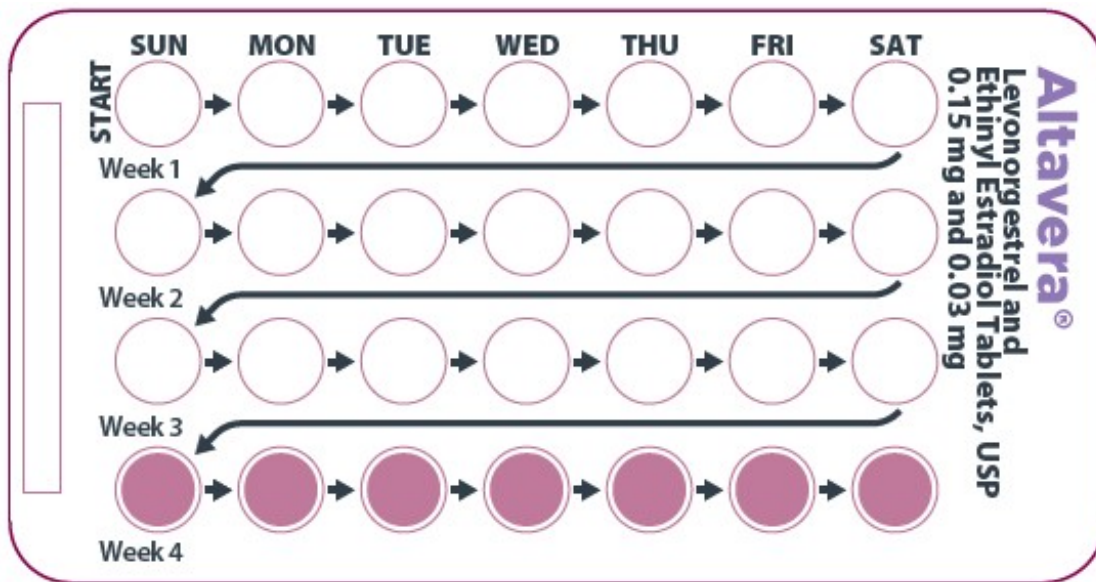 SUN MON TUE WED THU FRI SAT
START
Week 1
Week 2
Week 3
Week 4
Altavera®
Levonorgestrel and
Ethinyl Estradiol Tablets, USP
0.15 mg and 0.03 mg